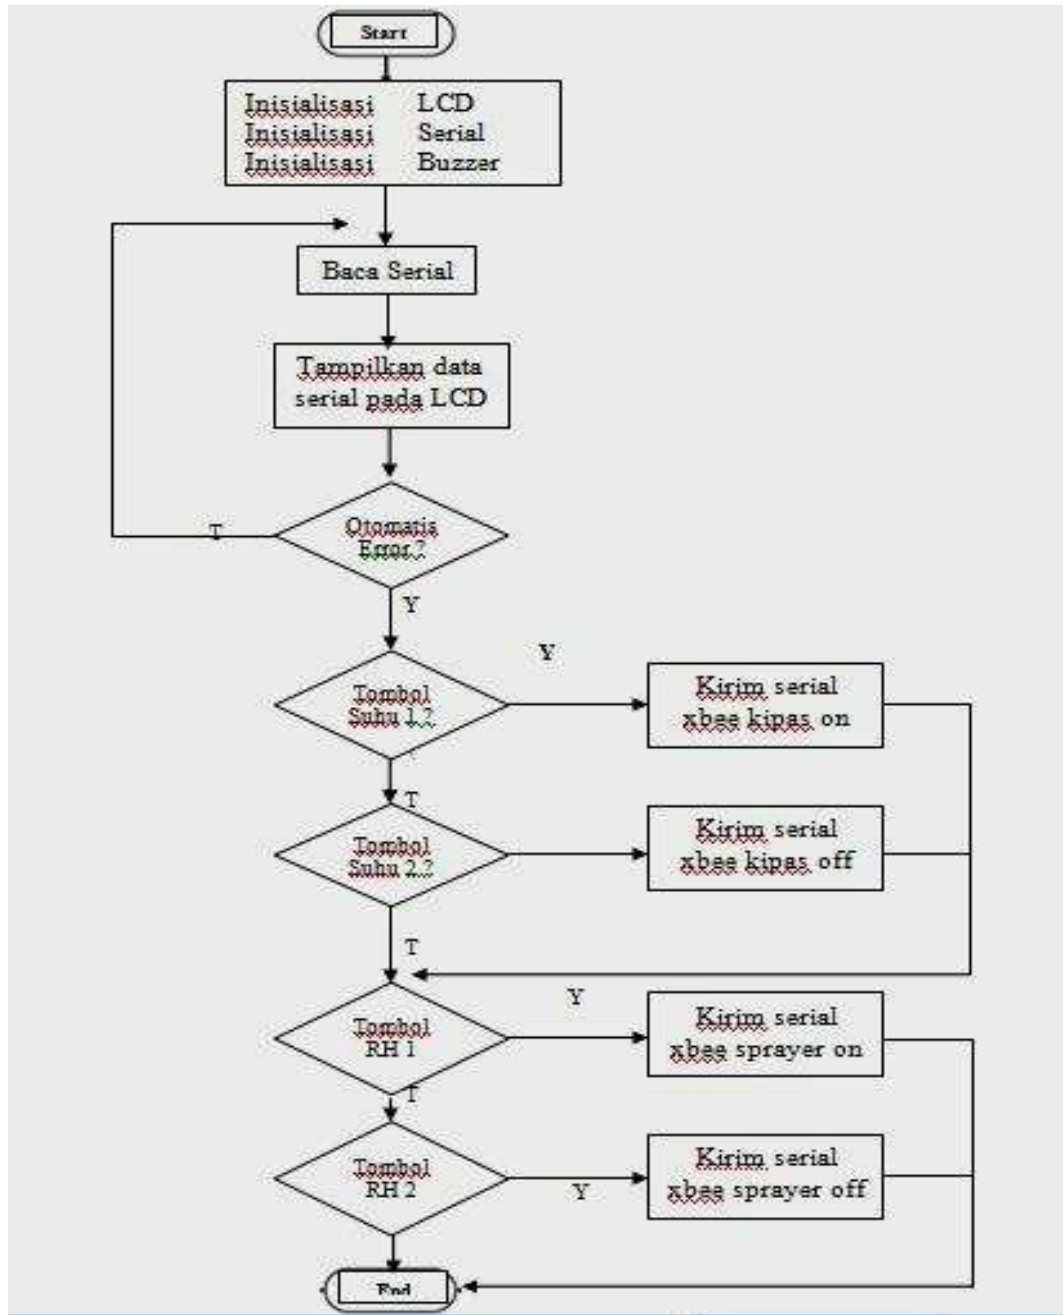 Start
Inisialisasi LCD
Inisialisasi Serial
Inisialisasi Buzzer
Baca Serial
Tampilkan data
serial pada LCD
Otomatis
Error ?
T
Y
Tombol
Suhu 1 ?
Y
Kirim serial
xbee kipas on
T
Tombol
Suhu 2 ?
Kirim serial
xbee kipas off
T
Tombol
RH 1
Y
Kirim serial
xbee sprayer on
T
Tombol
RH 2
Y
Kirim serial
xbee sprayer off
End